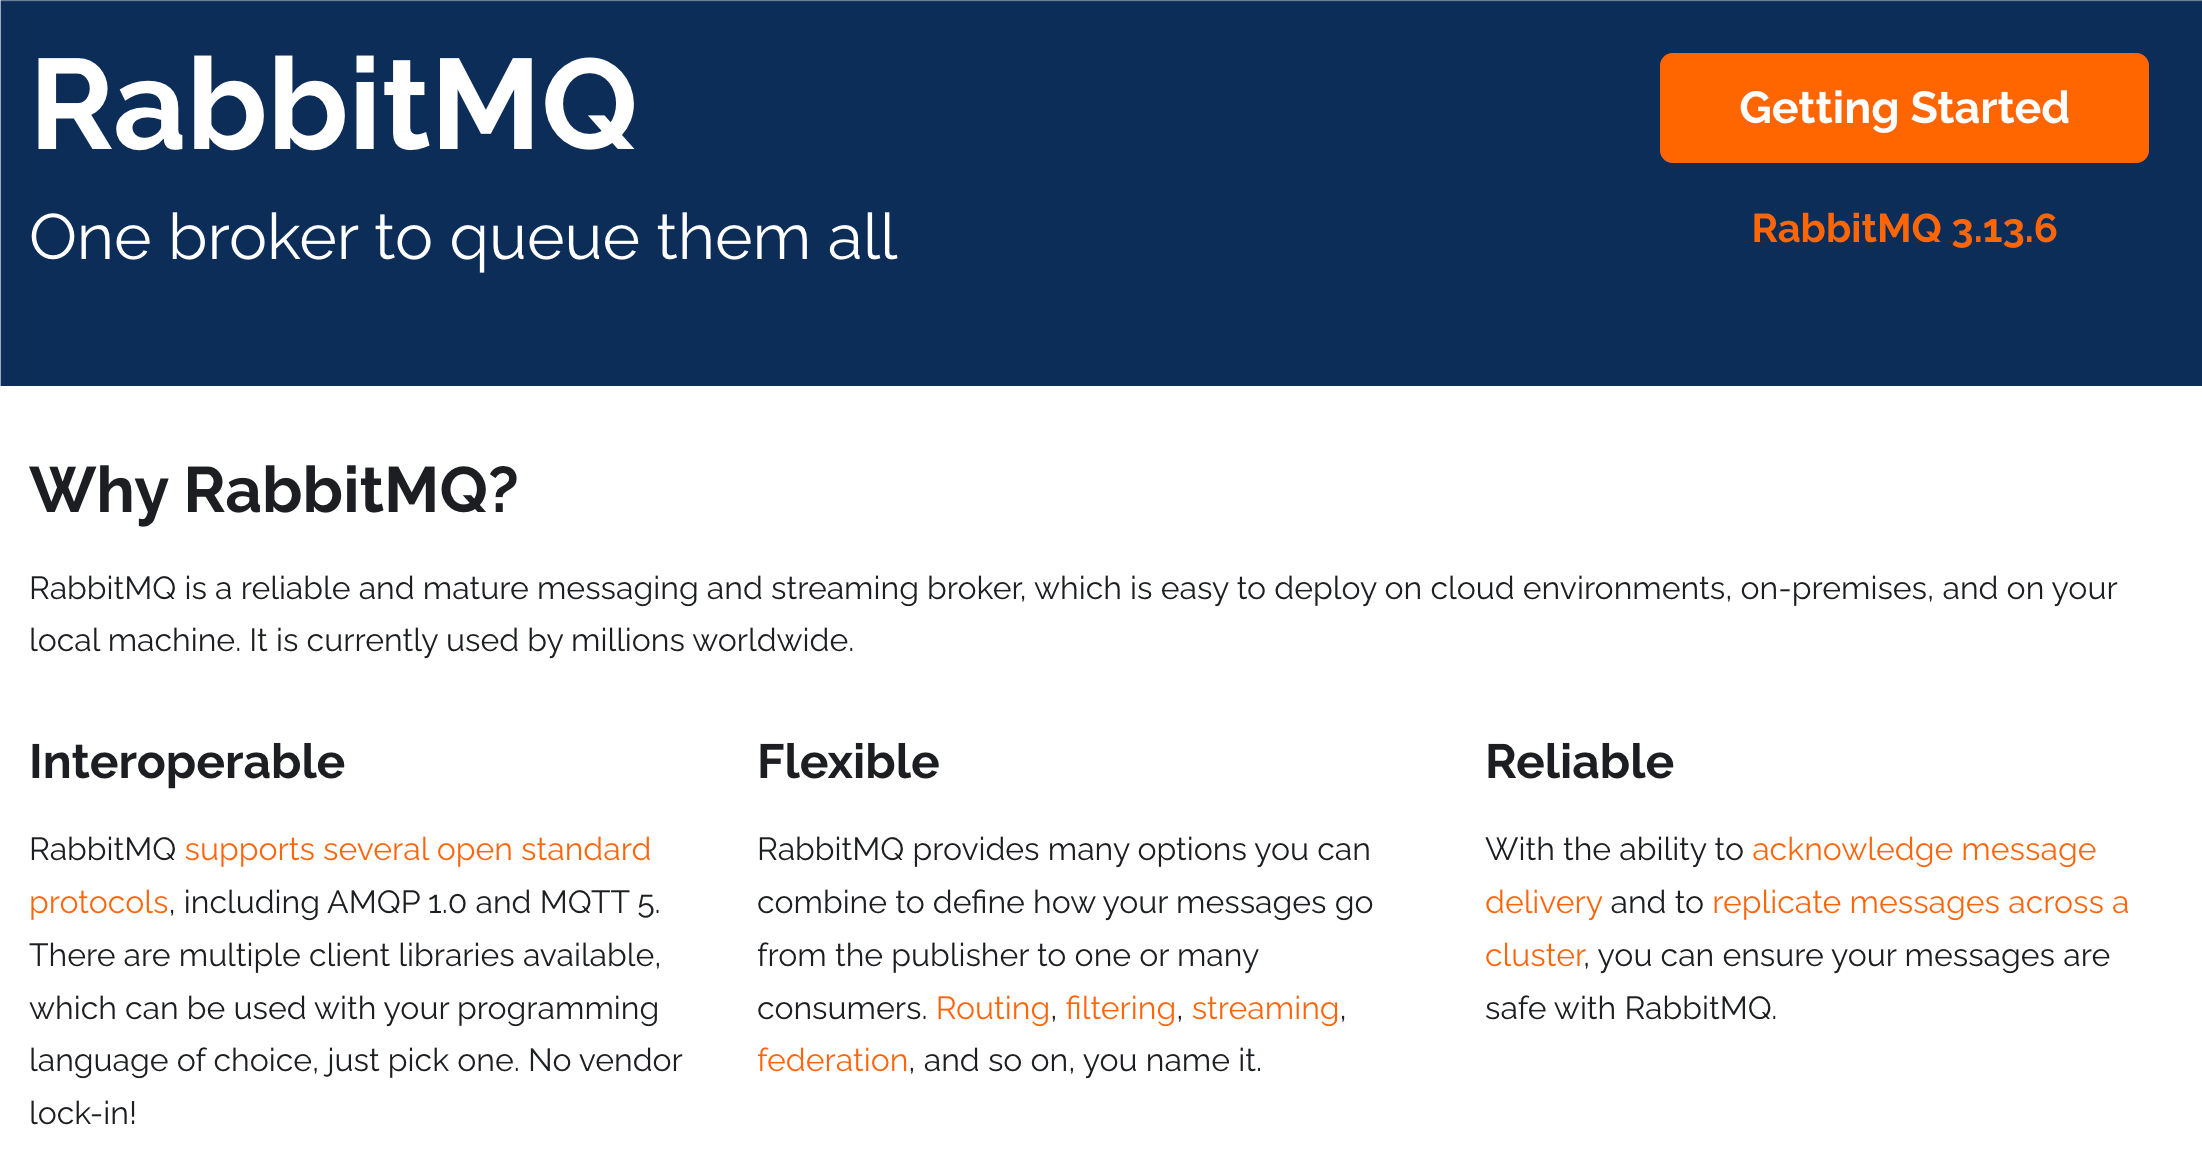 RabbitMQ
One broker to queue them all
Getting Started
RabbitMQ 3.13.6
Why RabbitMQ?
RabbitMQ is a reliable and mature messaging and streaming broker, which is easy to deploy on cloud environments, on-premises, and on your
local machine. It is currently used by millions worldwide.
Interoperable
RabbitMQ supports several open standard
protocols, including AMQP 1.0 and MQTT 5.
There are multiple client libraries available,
which can be used with your programming
language of choice, just pick one. No vendor
lock-in!
Flexible
RabbitMQ provides many options you can
combine to define how your messages go
from the publisher to one or many
consumers. Routing, filtering, streaming,
federation, and so on, you name it.
Reliable
With the ability to acknowledge message
delivery and to replicate messages across a
cluster, you can ensure your messages are
safe with RabbitMQ.